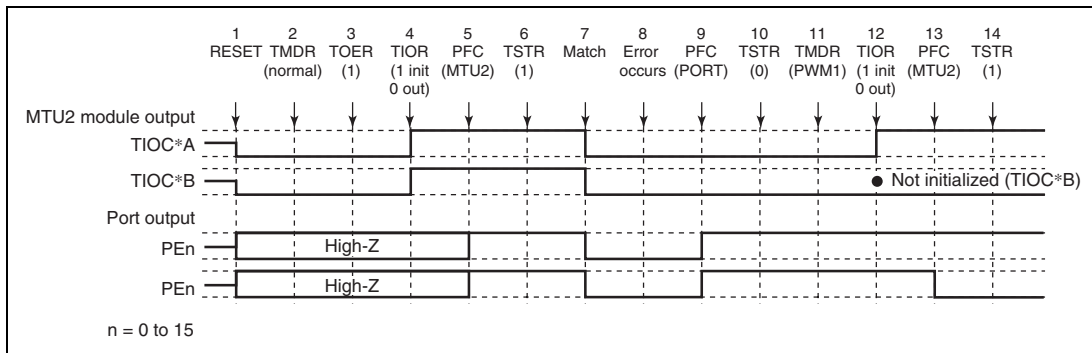 1 2 3 4 5 6 7 8 9 10 11 12 13 14
RESET TMDR TOER TIOR PFC TSTR Match Error PFC TSTR TMDR TIOR PFC TSTR
(normal) (1) (1 init (MTU2) (1) occurs (PORT) (0) (PWM1) (1 init (MTU2) (1)
0 out) 0 out)
MTU2 module output
TIOC*A
TIOC*B
● Not initialized (TIOC*B)
Port output
PEn High-Z
PEn High-Z
n = 0 to 15